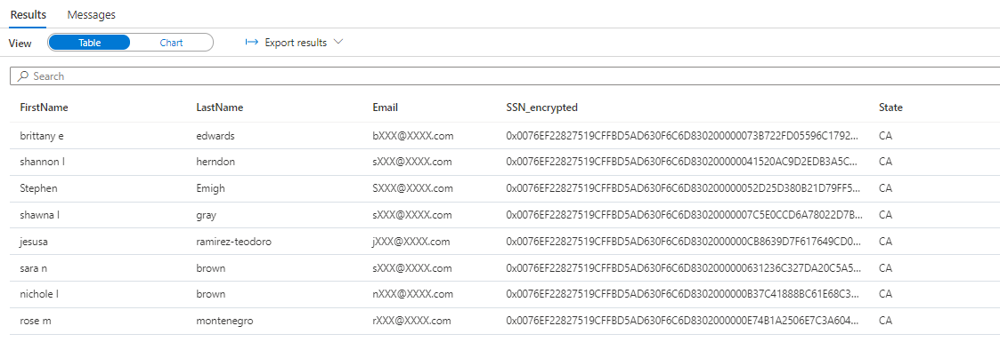 Results Messages
View Table Chart Export results
Search
FirstName LastName Email SSN_encrypted State
brittany e edwards bXXX@XXXX.com 0x0076EF22827519CFFBD5AD630F6C6D830200000073B722FD05596C1792... CA
shannon l herndon sXXX@XXXX.com 0x0076EF22827519CFFBD5AD630F6C6D830200000041520AC9D2EDB3A5C... CA
Stephen Emigh SXXX@XXXX.com 0x0076EF22827519CFFBD5AD630F6C6D830200000052D25D380B21D79FF5... CA
shawna l gray sXXX@XXXX.com 0x0076EF22827519CFFBD5AD630F6C6D830200000007C5E0CCD6A78022D7B... CA
jesusa ramirez-teodoro jXXX@XXXX.com 0x0076EF22827519CFFBD5AD630F6C6D8302000000CB8639D7F617649CD0... CA
sara n brown sXXX@XXXX.com 0x0076EF22827519CFFBD5AD630F6C6D8302000000631236C327DA20C5A5... CA
nichole l brown nXXX@XXXX.com 0x0076EF22827519CFFBD5AD630F6C6D8302000000B37C41888BC61E68C3... CA
rose m montenegro rXXX@XXXX.com 0x0076EF22827519CFFBD5AD630F6C6D8302000000E74B1A2506E7C3A604... CA